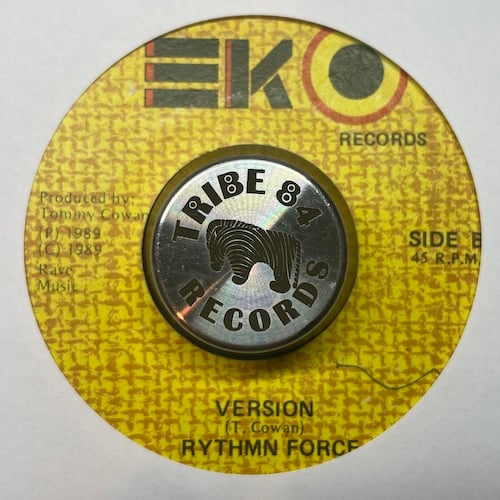 EKO
RECORDS
Produced by:
Tommy Cowan
(P) 1989
(C) 1989
Rave
Music
TRIBE 84
RECORDS
SIDE B
45 R.P.M.
VERSION
(T. Cowan)
RYTHMN FORCE